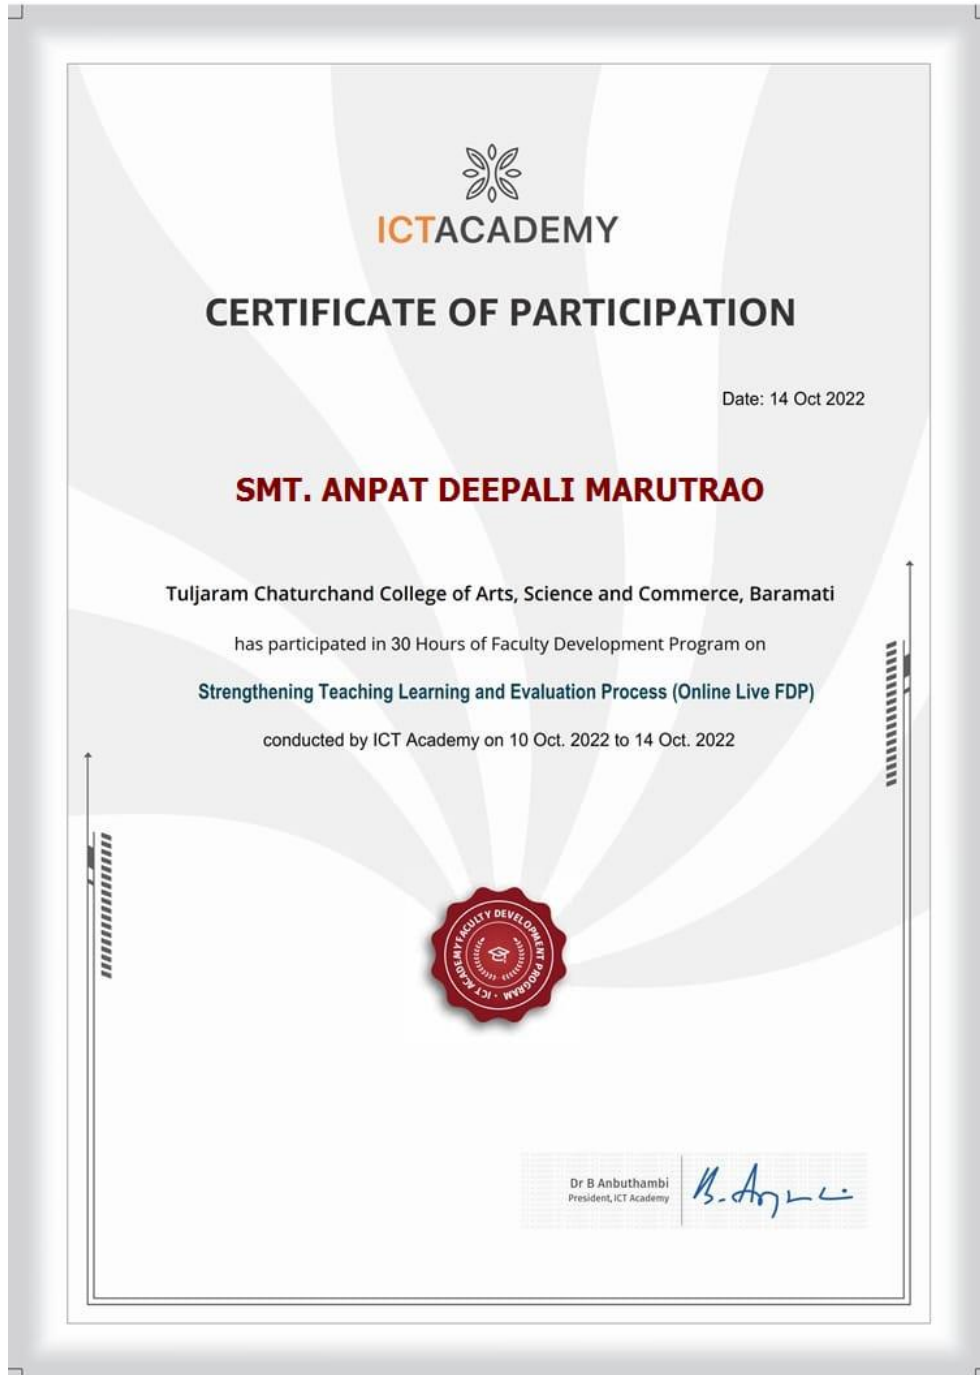 ICTACADEMY
CERTIFICATE OF PARTICIPATION
Date: 14 Oct 2022
SMT. ANPAT DEEPALI MARUTRAO
Tuljaram Chaturchand College of Arts, Science and Commerce, Baramati
has participated in 30 Hours of Faculty Development Program on
Strengthening Teaching Learning and Evaluation Process (Online Live FDP)
conducted by ICT Academy on 10 Oct. 2022 to 14 Oct. 2022
FACULTY DEVELOPMENT PROGRAM · ICT ACADEMY
Dr B Anbuthambi
President, ICT Academy